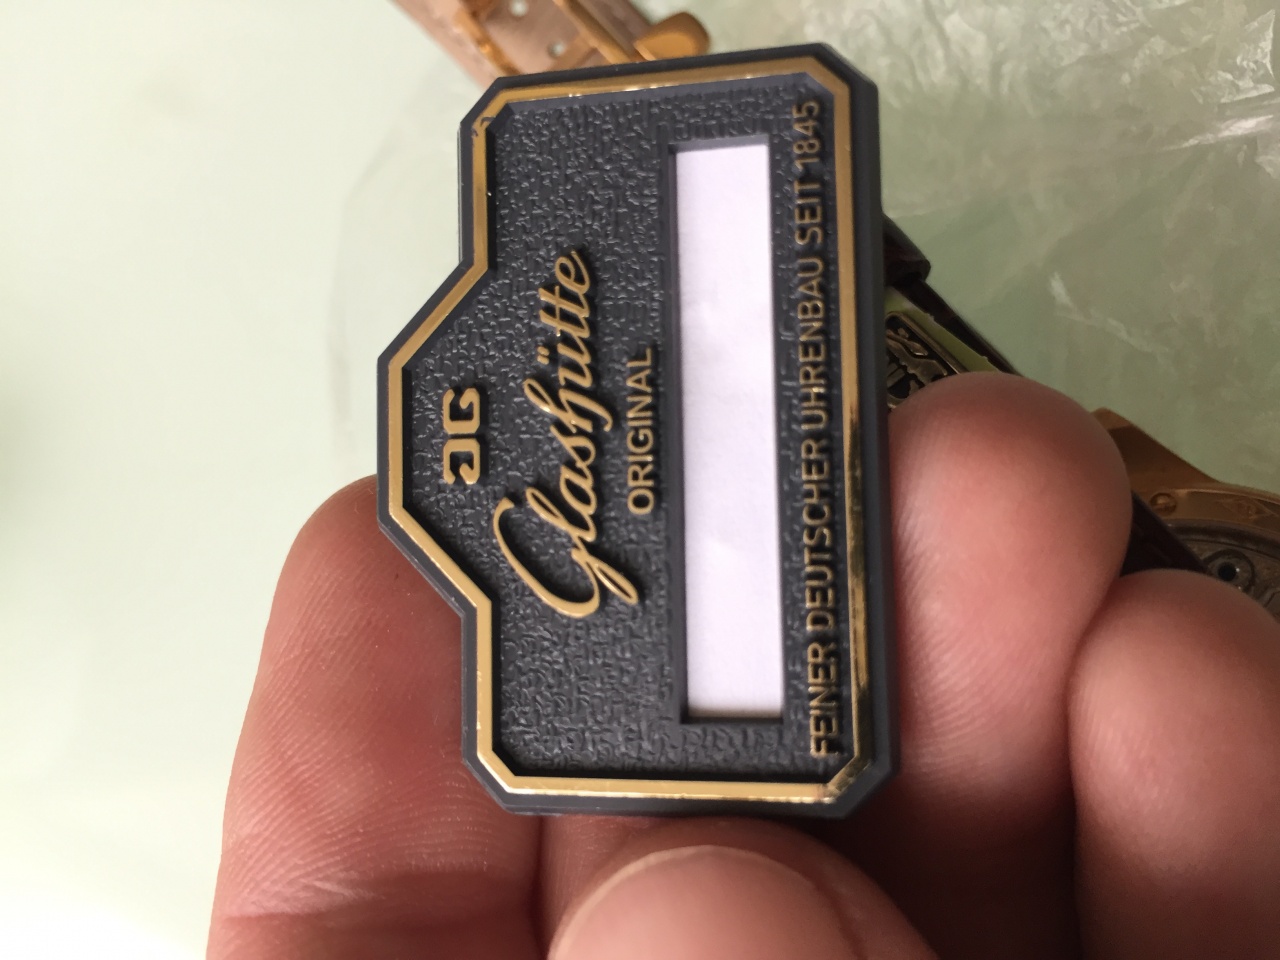 GG
Glashütte
ORIGINAL
FEINER DEUTSCHER UHRENBAU SEIT 1845